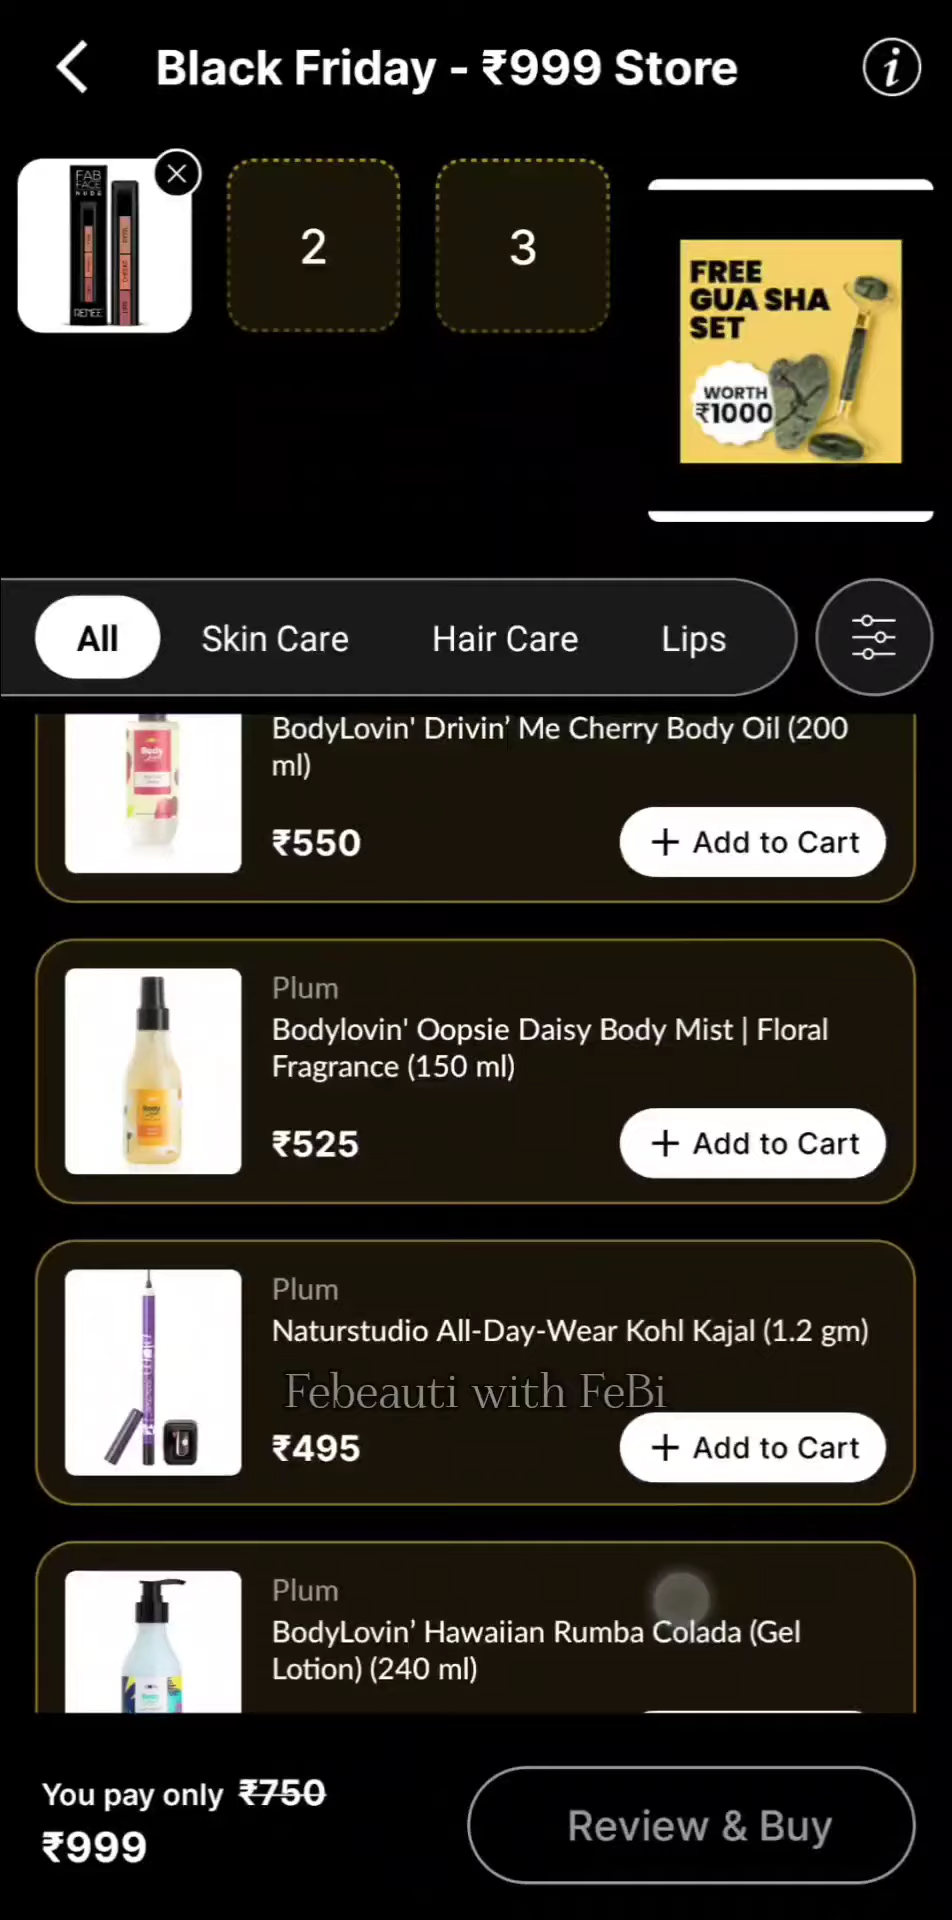 Black Friday - ₹999 Store
i
FAB
FACE
NUDE
RENEE
2
3
FREE
GUA SHA
SET
WORTH
₹1000
All
Skin Care
Hair Care
Lips
BodyLovin' Drivin’ Me Cherry Body Oil (200
ml)
₹550
+ Add to Cart
Plum
Bodylovin' Oopsie Daisy Body Mist | Floral
Fragrance (150 ml)
₹525
+ Add to Cart
Plum
Naturstudio All-Day-Wear Kohl Kajal (1.2 gm)
Febeauti with FeBi
₹495
+ Add to Cart
Plum
BodyLovin’ Hawaiian Rumba Colada (Gel
Lotion) (240 ml)
You pay only ₹750
₹999
Review & Buy